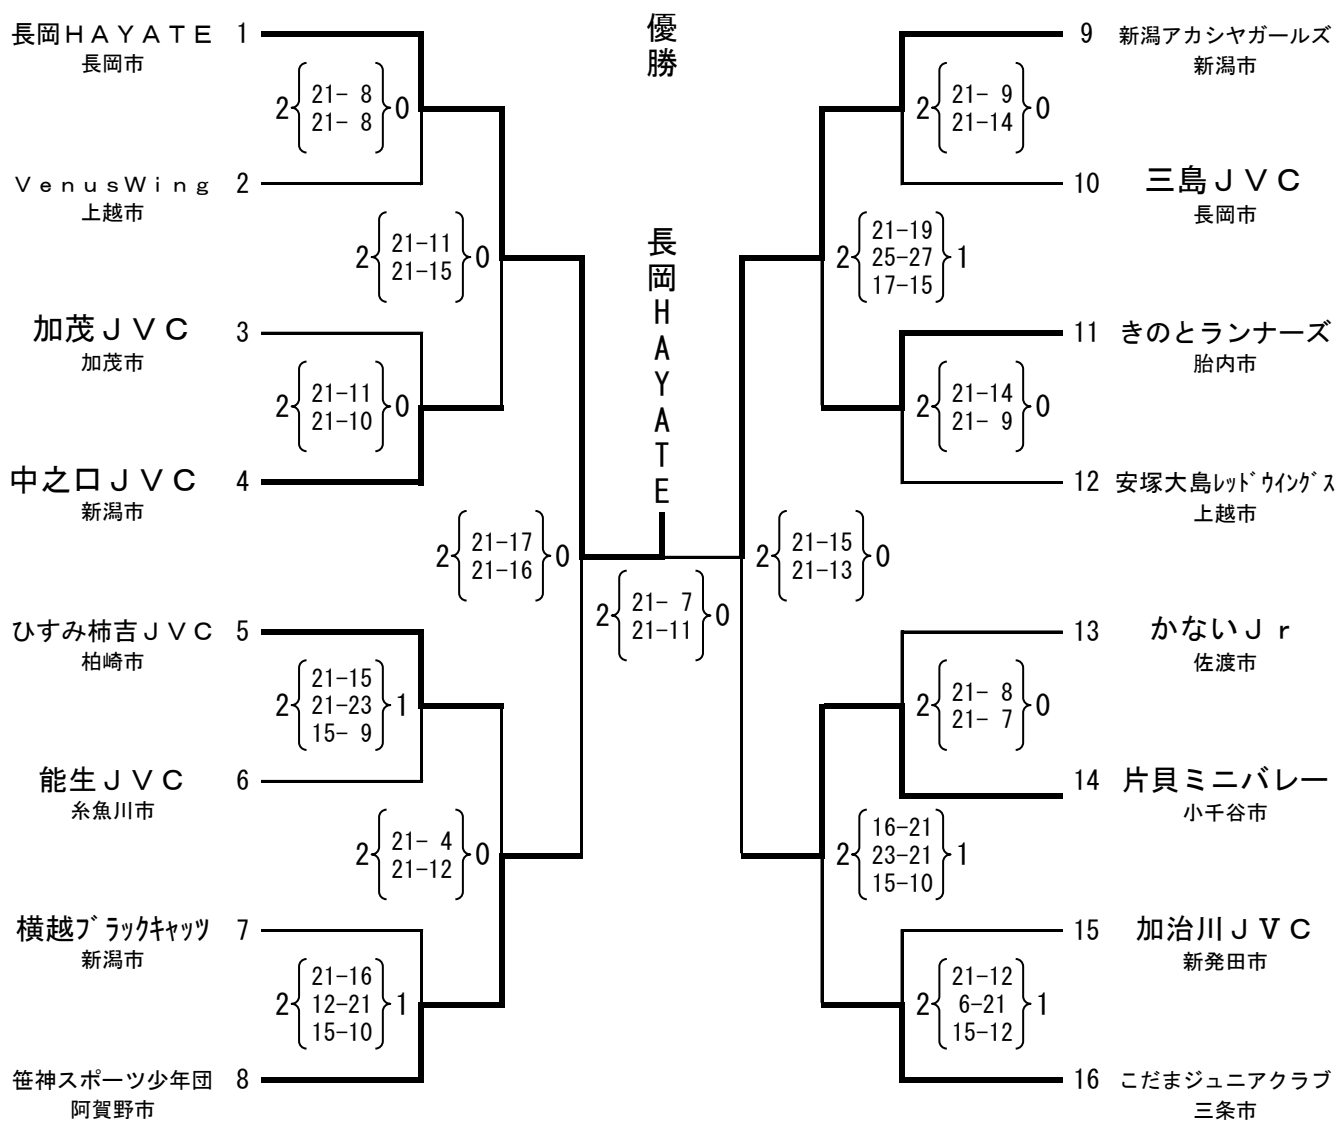 優勝
長岡HAYATE
長岡HAYATE 1
長岡市
2 21- 8 0
21- 8
VenusWing 2
上越市
2 21-11 0
21-15
加茂JVC 3
加茂市
2 21-11 0
21-10
中之口JVC 4
新潟市
2 21-17 0
21-16
ひすみ柿吉JVC 5
柏崎市
2 21-15 1
21-23
15- 9
能生JVC 6
糸魚川市
2 21- 4 0
21-12
横越ﾌﾞﾗｯｸｷｬｯﾂ 7
新潟市
2 21-16 1
12-21
15-10
笹神スポーツ少年団 8
阿賀野市
2 21- 7 0
21-11
9 新潟アカシヤガールズ
新潟市
2 21- 9 0
21-14
10 三島JVC
長岡市
2 21-19 1
25-27
17-15
11 きのとランナーズ
胎内市
2 21-14 0
21- 9
12 安塚大島ﾚｯﾄﾞｳｲﾝｸﾞｽ
上越市
2 21-15 0
21-13
13 かないJr
佐渡市
2 21- 8 0
21- 7
14 片貝ミニバレー
小千谷市
2 16-21 1
23-21
15-10
15 加治川JVC
新発田市
2 21-12 1
6-21
15-12
16 こだまジュニアクラブ
三条市